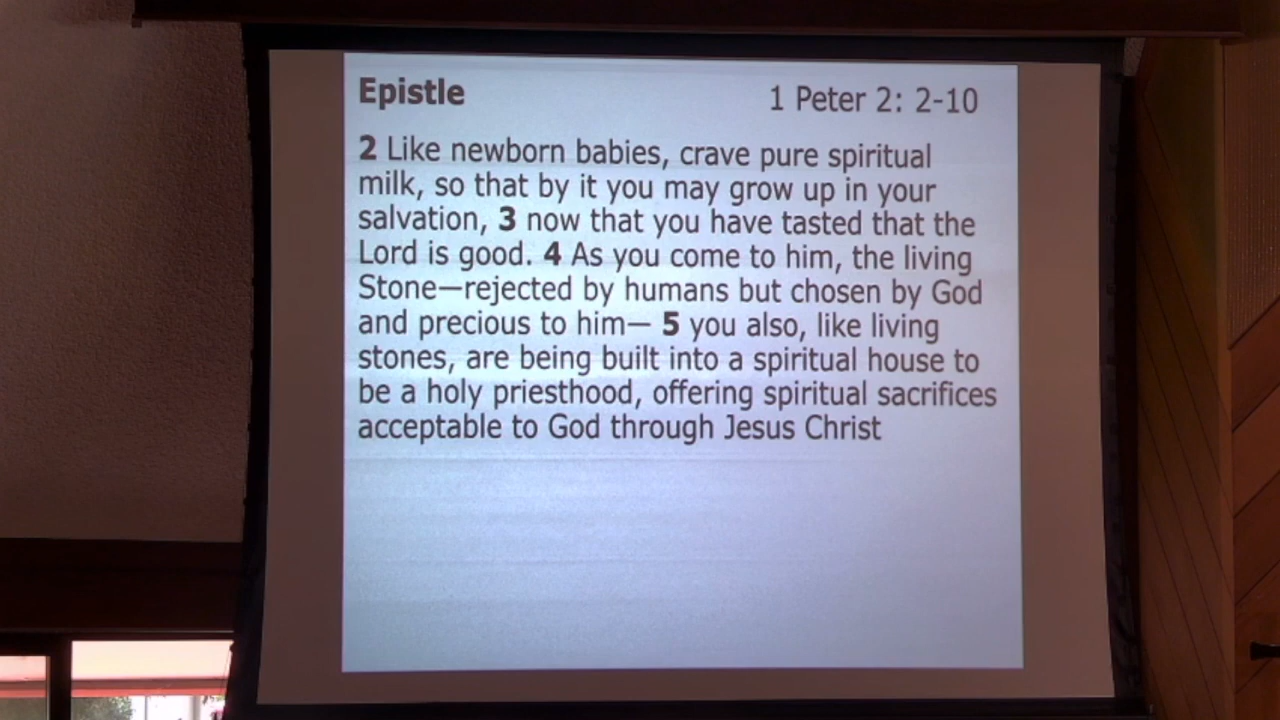 Epistle 1 Peter 2: 2-10
2 Like newborn babies, crave pure spiritual
milk, so that by it you may grow up in your
salvation, 3 now that you have tasted that the
Lord is good. 4 As you come to him, the living
Stone—rejected by humans but chosen by God
and precious to him— 5 you also, like living
stones, are being built into a spiritual house to
be a holy priesthood, offering spiritual sacrifices
acceptable to God through Jesus Christ